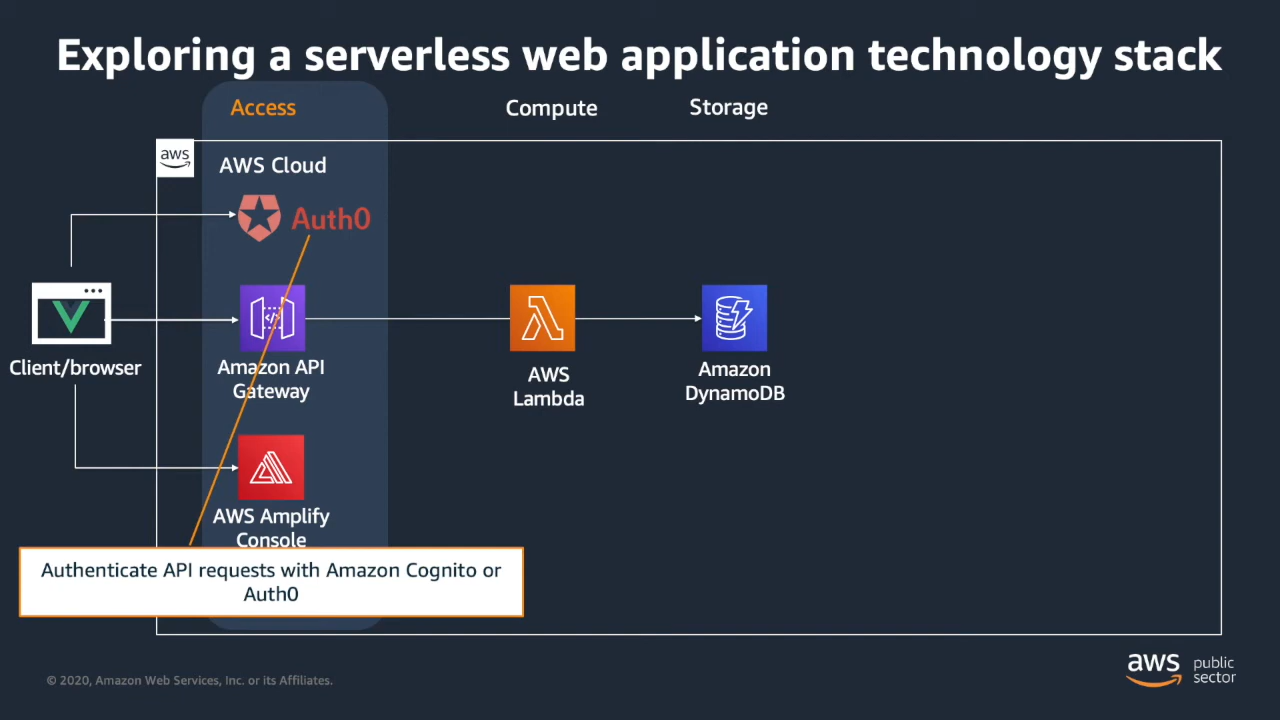 Exploring a serverless web application technology stack
Access
Compute
Storage
aws
AWS Cloud
Auth0
Client/browser
Amazon API
Gateway
AWS
Lambda
Amazon
DynamoDB
AWS Amplify
Console
Authenticate API requests with Amazon Cognito or
Auth0
© 2020, Amazon Web Services, Inc. or its Affiliates.
aws public
sector